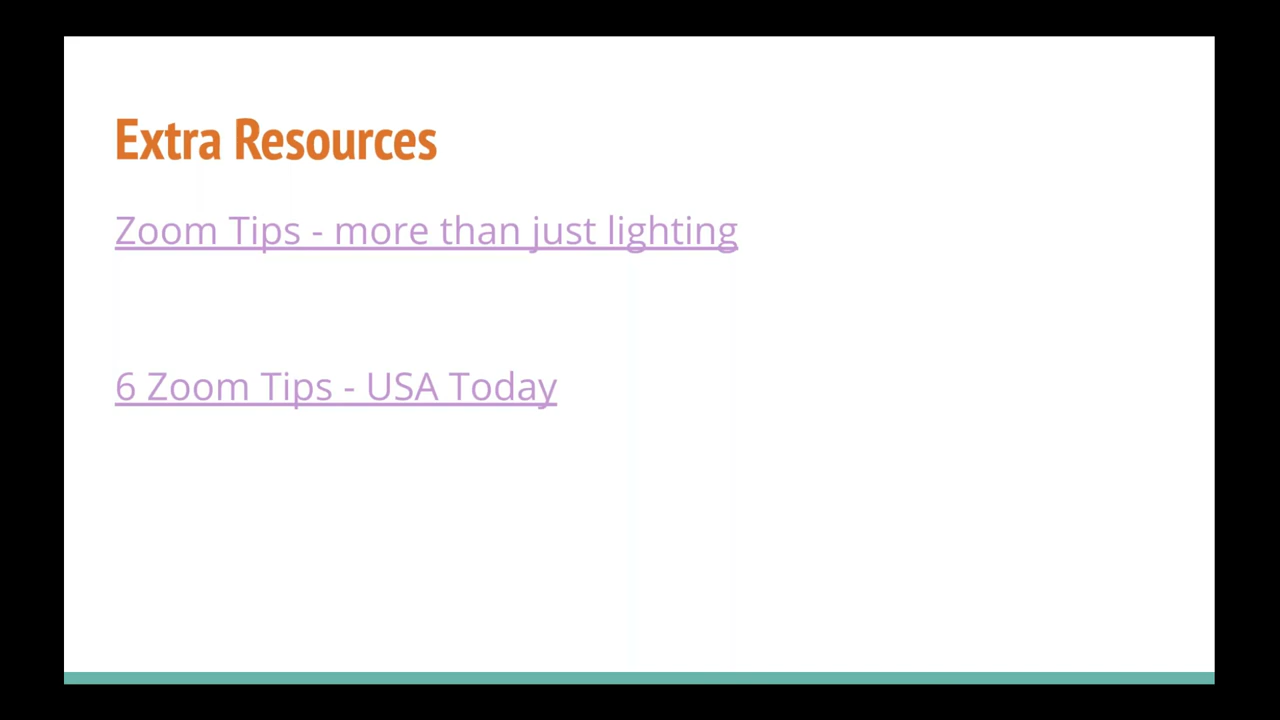 Extra Resources
Zoom Tips - more than just lighting
6 Zoom Tips - USA Today